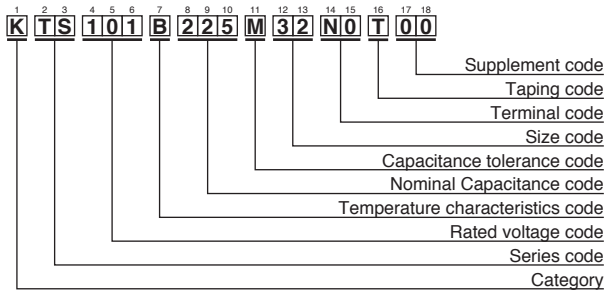 1 2 3 4 5 6 7 8 9 10 11 12 13 14 15 16 17 18
K T S 1 0 1 B 2 2 5 M 3 2 N 0 T 0 0
Supplement code
Taping code
Terminal code
Size code
Capacitance tolerance code
Nominal Capacitance code
Temperature characteristics code
Rated voltage code
Series code
Category